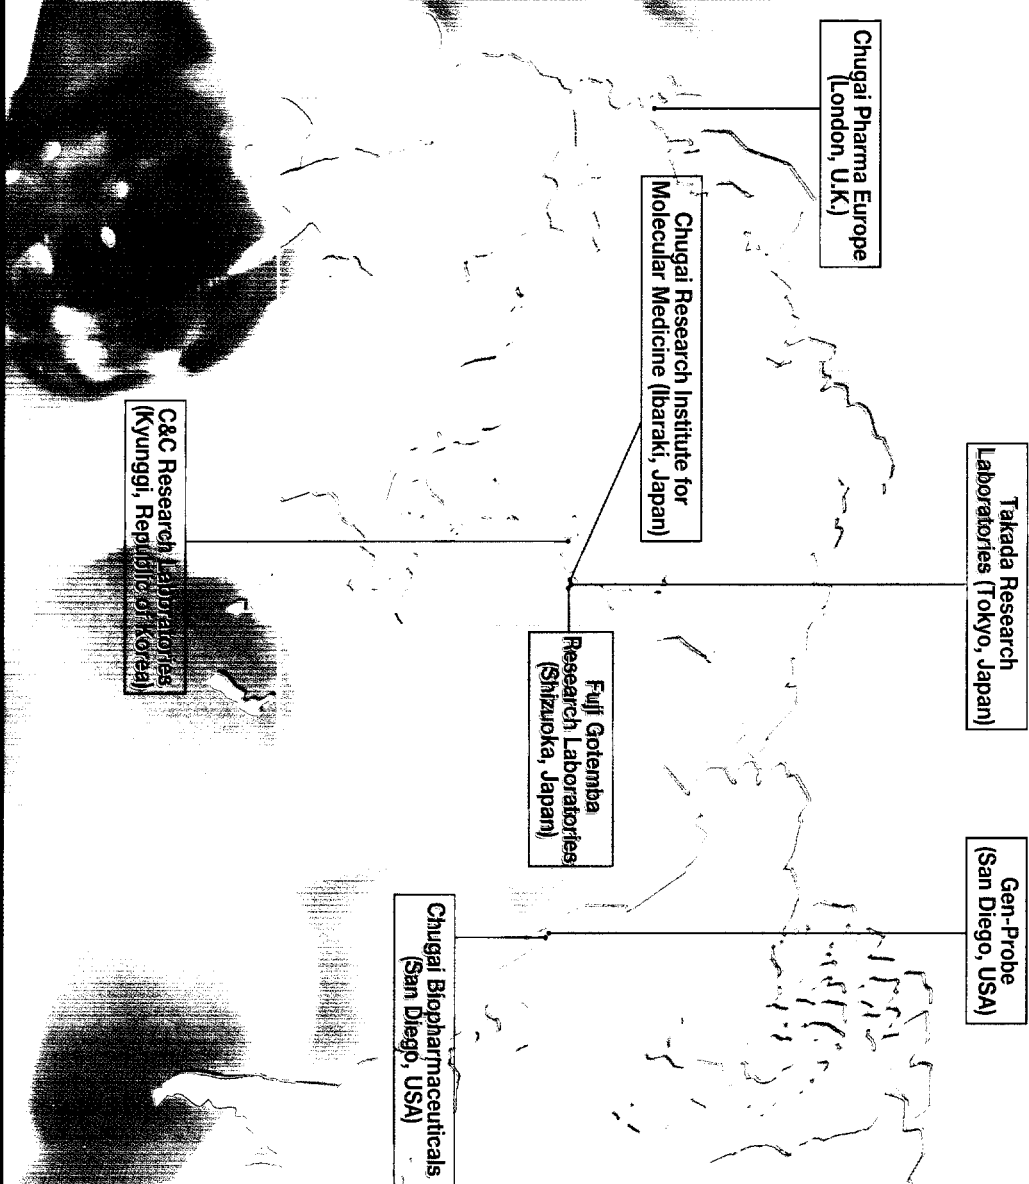 Takada Research
Laboratories (Tokyo, Japan)
Gen-Probe
(San Diego, USA)
Chugai Pharma Europe
(London, U.K.)
Chugai Research Institute for
Molecular Medicine (Ibaraki, Japan)
Fuji Gotemba
Research Laboratories
(Shizuoka, Japan)
Chugai Biopharmaceuticals
(San Diego, USA)
C&C Research Laboratories
(Kyunggi, Republic of Korea)